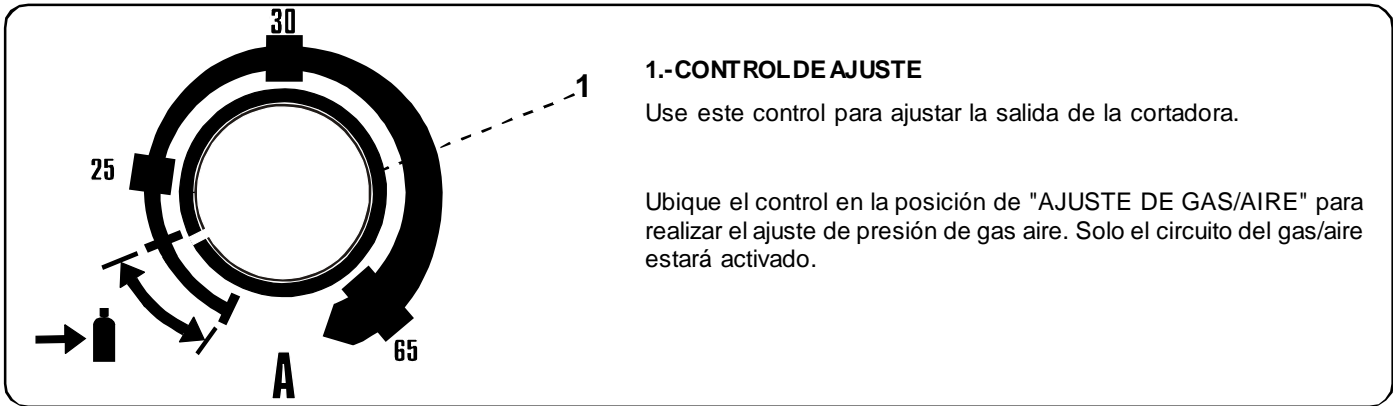 30
1
25
65
A
1.-CONTROL DE AJUSTE
Use este control para ajustar la salida de la cortadora.
Ubique el control en la posición de "AJUSTE DE GAS/AIRE" para
realizar el ajuste de presión de gas aire. Solo el circuito del gas/aire
estará activado.